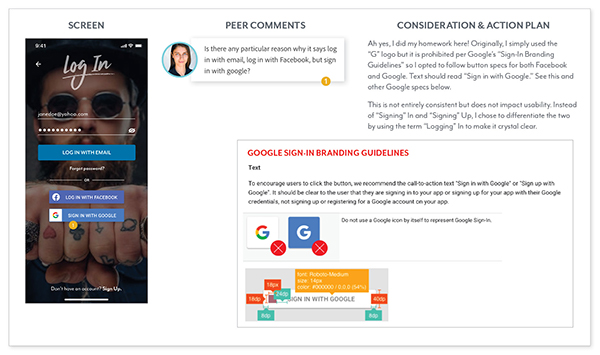 SCREEN
9:41
Log In
janedoe@yahoo.com
LOG IN WITH EMAIL
Forgot password?
OR
LOG IN WITH FACEBOOK
SIGN IN WITH GOOGLE
1
Don't have an account? Sign Up.
PEER COMMENTS
Is there any particular reason why it says log
in with email, log in with Facebook, but sign
in with google?
1
CONSIDERATION & ACTION PLAN
Ah yes, I did my homework here! Originally, I simply used the
"G" logo but it is prohibited per Google's "Sign-In Branding
Guidelines" so I opted to follow button specs for both Facebook
and Google. Text should read "Sign in with Google." See this and
other Google specs below.
This is not entirely consistent but does not impact usability. Instead
of "Signing" In and "Signing" Up, I chose to differentiate the two
by using the term "Logging" In to make it crystal clear.
GOOGLE SIGN-IN BRANDING GUIDELINES
Text
To encourage users to click the button, we recommend the call-to-action text "Sign in with Google" or "Sign up with
Google". It should be clear to the user that they are signing in to your app or signing up for your app with their Google
credentials, not signing up or registering for a Google account on your app.
Do not use a Google icon by itself to represent Google Sign-In.
font: Roboto-Medium
size: 14px
color: #000000 / 0,0,0 (54%)
18px
18dp
24dp
SIGN IN WITH GOOGLE
40dp
8dp
8dp